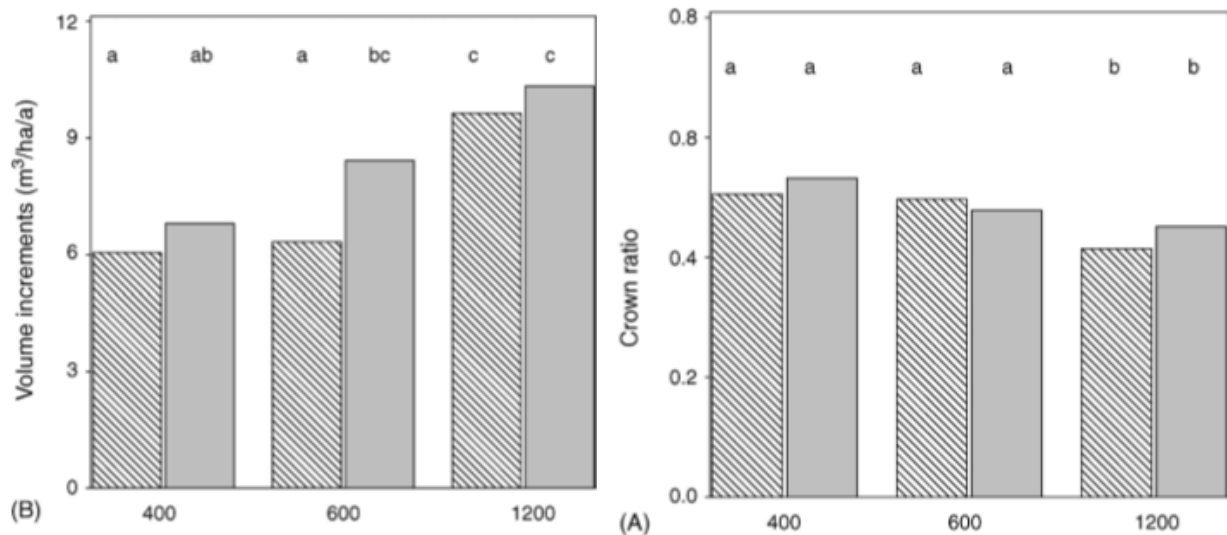 12
a ab a bc c c
9
6
3
0
Volume increments (m³/ha/a)
(B)
400 600 1200
0.8
a a a a b b
0.8
0.4
0.2
0.0
Crown ratio
(A)
400 600 1200